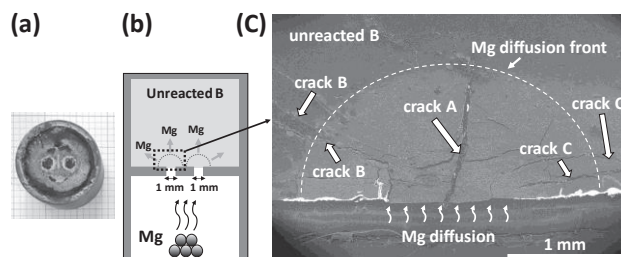 (a)
(b)
(C)
Unreacted B
Mg
Mg
Mg
1 mm
1 mm
Mg
unreacted B
Mg diffusion front
crack B
crack A
crack C
crack B
crack C
Mg diffusion
1 mm